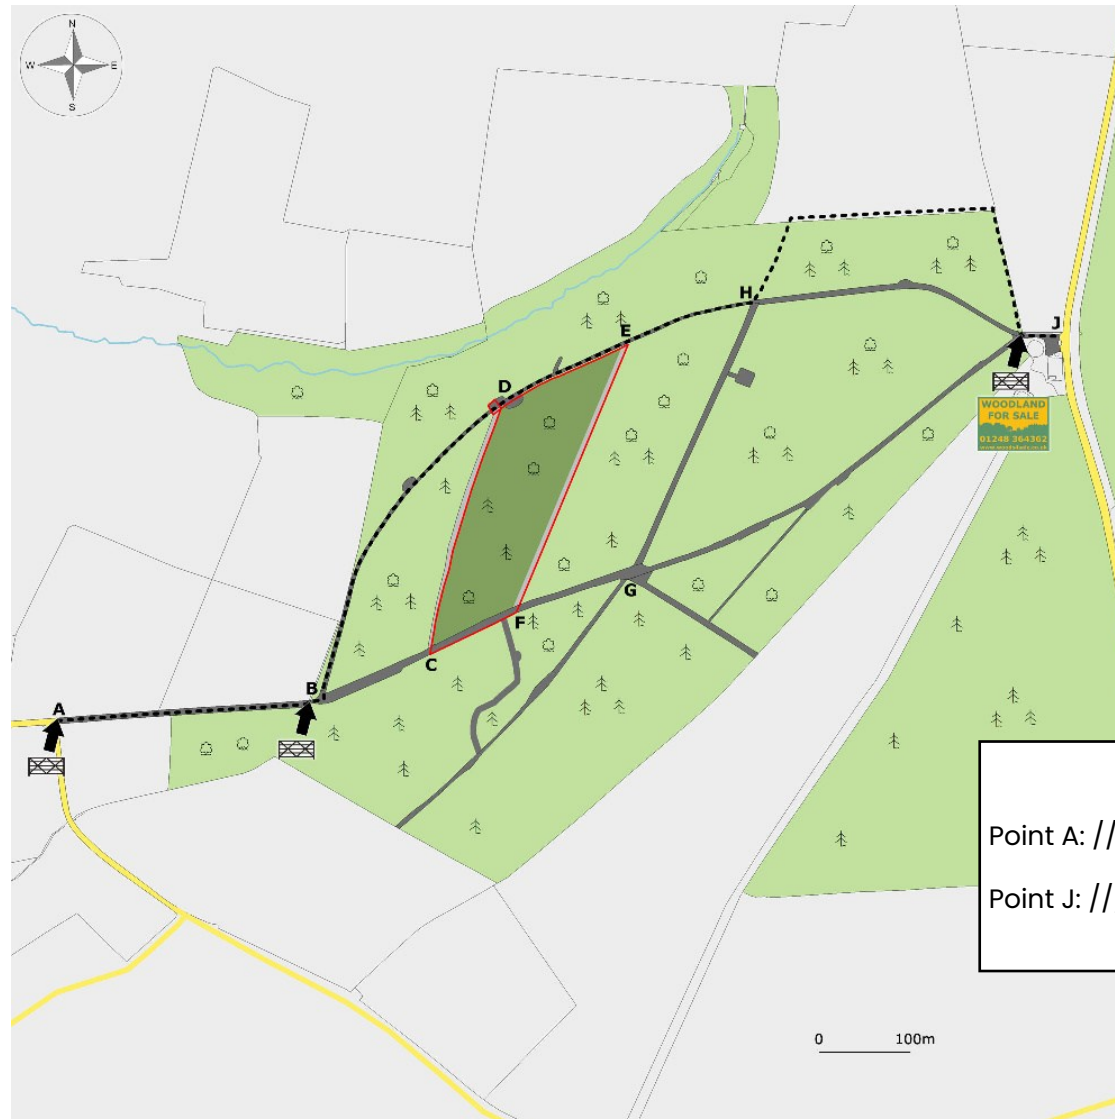 N
W
E
S
H
J
E
D
WOODLAND
FOR SALE
01248 364362
G
F
C
B
A
Point A: //
Point J: //
0 100m